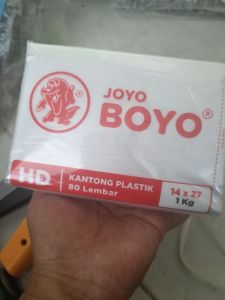 JOYO
BOYO®
HD
KANTONG PLASTIK
80 Lembar
14 x 27
1 Kg